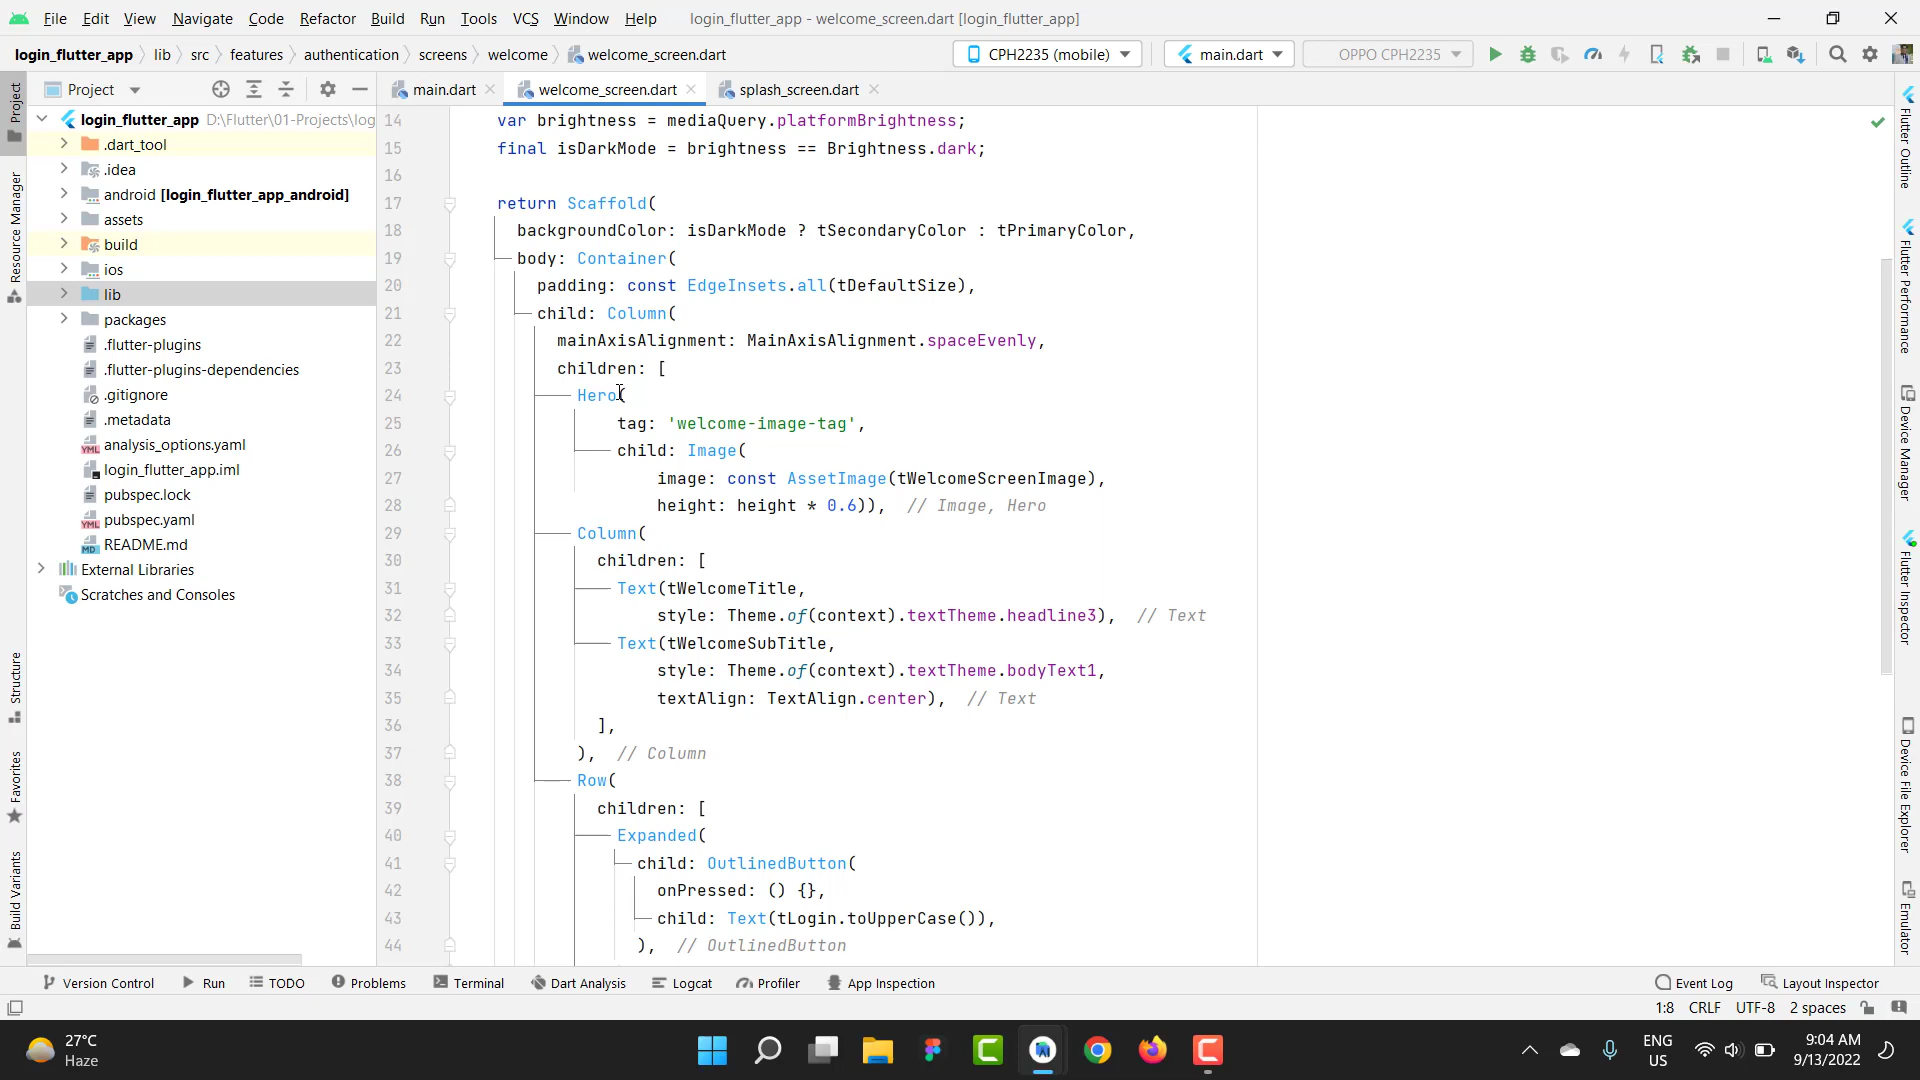 File Edit View Navigate Code Refactor Build Run Tools VCS Window Help login_flutter_app - welcome_screen.dart [login_flutter_app]
login_flutter_app lib src features authentication screens welcome welcome_screen.dart CPH2235 (mobile) main.dart OPPO CPH2235
Project main.dart welcome_screen.dart splash_screen.dart
login_flutter_app D:\Flutter\01-Projects\log
.dart_tool
.idea
android [login_flutter_app_android]
assets
build
ios
lib
packages
.flutter-plugins
.flutter-plugins-dependencies
.gitignore
.metadata
analysis_options.yaml
login_flutter_app.iml
pubspec.lock
pubspec.yaml
README.md
External Libraries
Scratches and Consoles
Project
Resource Manager
Structure
Favorites
Build Variants
14 var brightness = mediaQuery.platformBrightness;
15 final isDarkMode = brightness == Brightness.dark;
16
17 return Scaffold(
18 backgroundColor: isDarkMode ? tSecondaryColor : tPrimaryColor,
19 body: Container(
20 padding: const EdgeInsets.all(tDefaultSize),
21 child: Column(
22 mainAxisAlignment: MainAxisAlignment.spaceEvenly,
23 children: [
24 Hero(
25 tag: 'welcome-image-tag',
26 child: Image(
27 image: const AssetImage(tWelcomeScreenImage),
28 height: height * 0.6)), // Image, Hero
29 Column(
30 children: [
31 Text(tWelcomeTitle,
32 style: Theme.of(context).textTheme.headline3), // Text
33 Text(tWelcomeSubTitle,
34 style: Theme.of(context).textTheme.bodyText1,
35 textAlign: TextAlign.center), // Text
36 ],
37 ), // Column
38 Row(
39 children: [
40 Expanded(
41 child: OutlinedButton(
42 onPressed: () {},
43 child: Text(tLogin.toUpperCase()),
44 ), // OutlinedButton
Flutter Outline
Flutter Performance
Device Manager
Flutter Inspector
Device File Explorer
Emulator
Version Control Run TODO Problems Terminal Dart Analysis Logcat Profiler App Inspection Event Log Layout Inspector
1:8 CRLF UTF-8 2 spaces
27°C
Haze
ENG
US
9:04 AM
9/13/2022